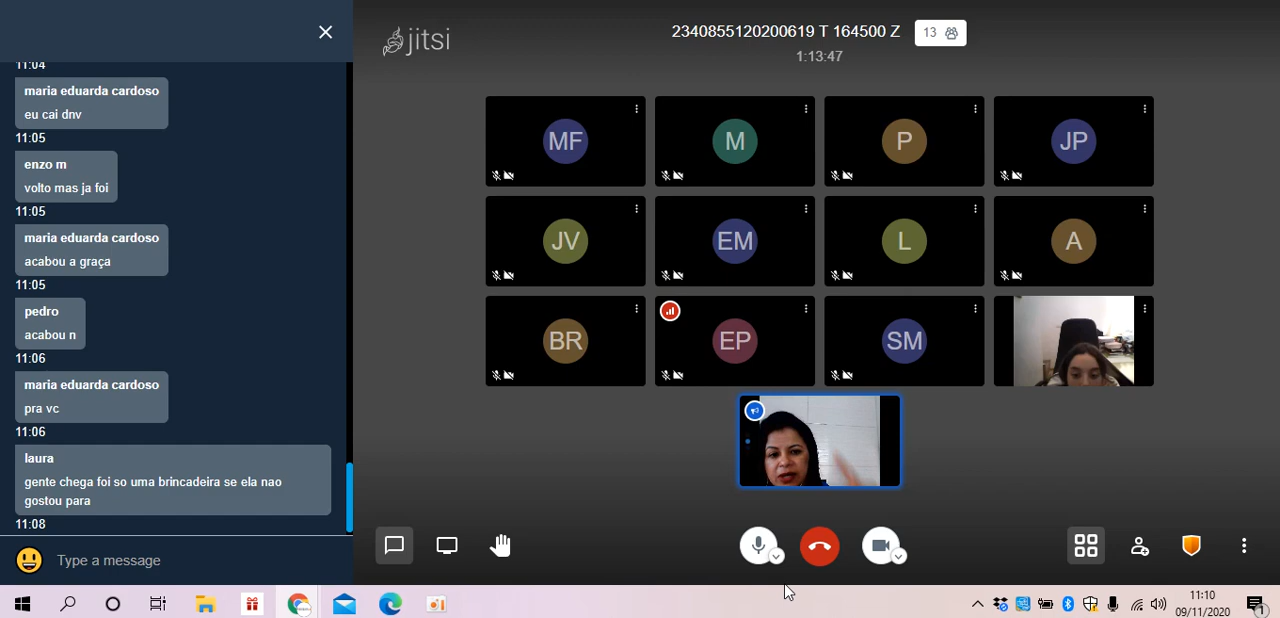 11:04
maria eduarda cardoso
eu cai dnv
11:05
enzo m
volto mas ja foi
11:05
maria eduarda cardoso
acabou a graça
11:05
pedro
acabou n
11:06
maria eduarda cardoso
pra vc
11:06
laura
gente chega foi so uma brincadeira se ela nao
gostou para
11:08
Type a message
jitsi
2340855120200619 T 164500 Z
13
1:13:47
MF
M
P
JP
JV
EM
L
A
BR
EP
SM
11:10
09/11/2020
1